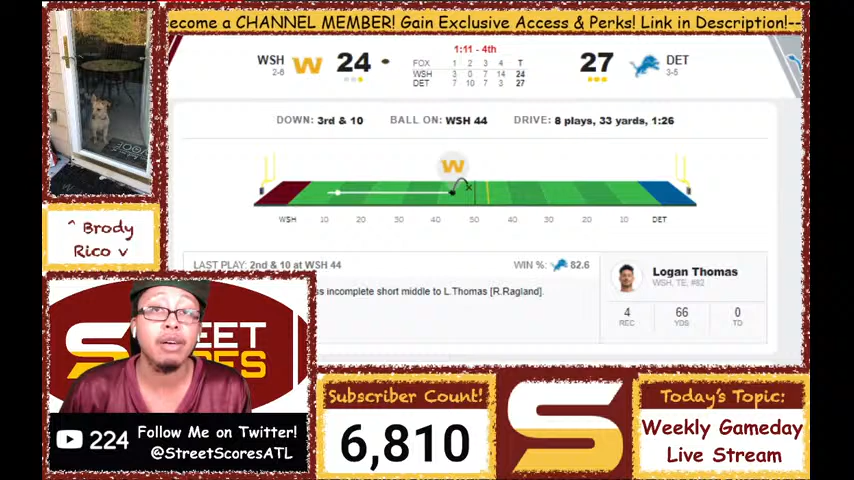 ecome a CHANNEL MEMBER! Gain Exclusive Access & Perks! Link in Description!--
WSH
2-6
W
24
1:11 - 4th
FOX 1 2 3 4 T
WSH 3 0 7 14 24
DET 7 10 7 3 27
27
DET
3-5
DOWN: 3rd & 10
BALL ON: WSH 44
DRIVE: 8 plays, 33 yards, 1:26
W
WSH 10 20 30 40 50 40 30 20 10 DET
^ Brody
Rico v
LAST PLAY: 2nd & 10 at WSH 44
WIN %: 82.6
ss incomplete short middle to L.Thomas [R.Ragland].
Logan Thomas
WSH, TE, #82
4 66 0
REC YDS TD
S
REET
RES
224
Follow Me on Twitter!
@StreetScoresATL
Subscriber Count!
6,810
S
Today's Topic:
Weekly Gameday
Live Stream